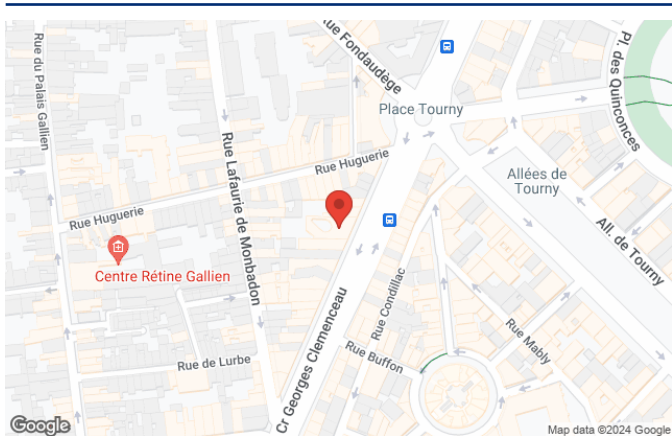 Rue du Palais Gallien
Rue Fondaudège
Pl. des Quinconces
Place Tourny
Rue Lafaurie de Monbadon
Rue Huguerie
Allées de
Tourny
Rue Huguerie
All. de Tourny
Centre Rétine Gallien
Cr Georges Clemenceau
Rue Condillac
Rue Mably
Rue de Lurbe
Rue Buffon
Google
Map data ©2024 Google